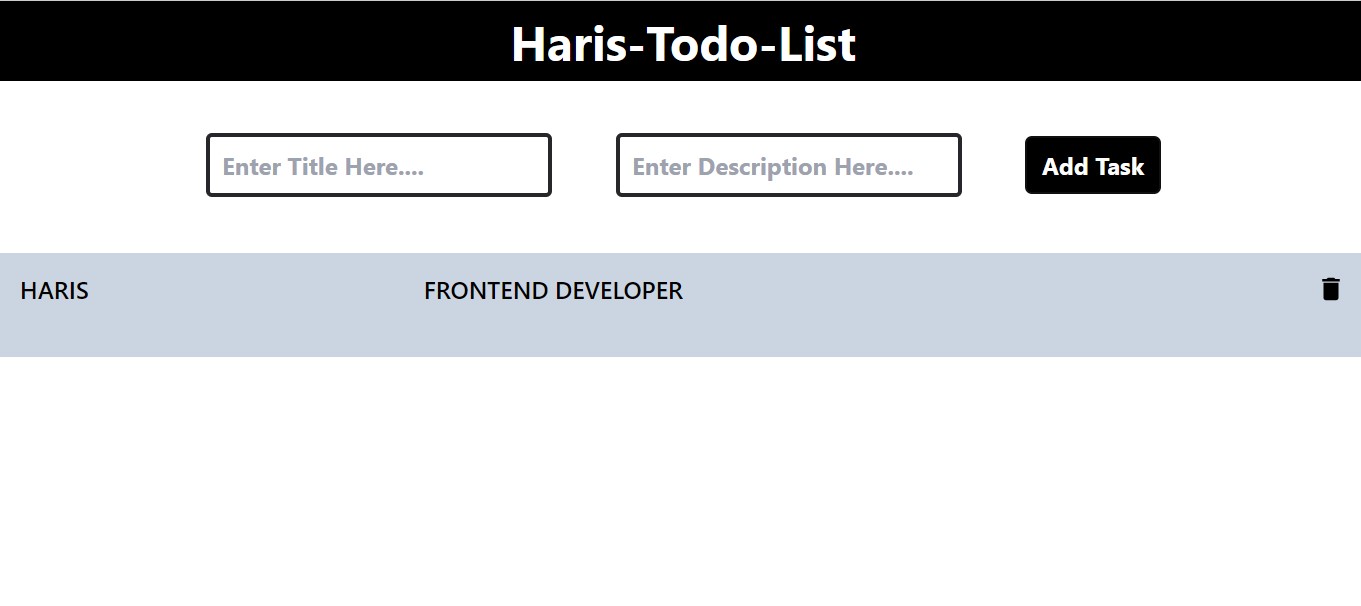 Haris-Todo-List
Enter Title Here.... Enter Description Here.... Add Task
HARIS FRONTEND DEVELOPER